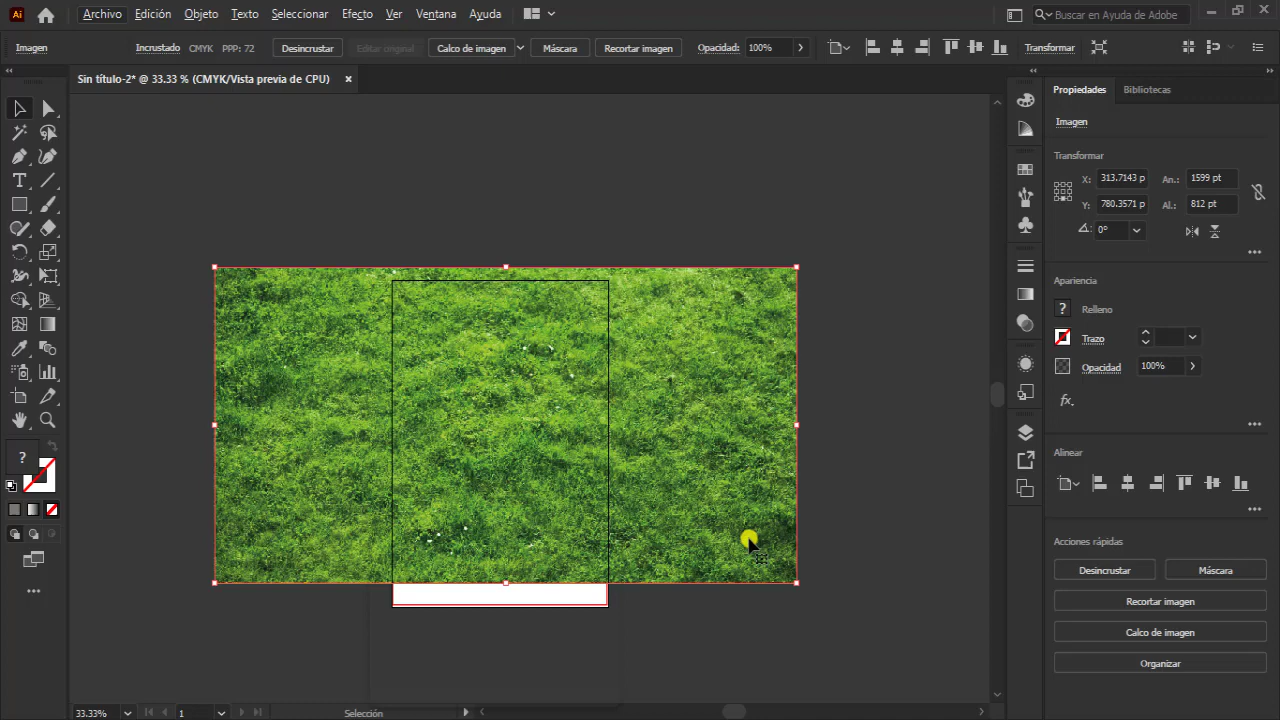 Ai Archivo Edición Objeto Texto Seleccionar Efecto Ver Ventana Ayuda Buscar en Ayuda de Adobe
Imagen Incrustado CMYK PPP: 72 Desincrustar Editar original Calco de imagen Máscara Recortar imagen Opacidad: 100% Transformar
Sin título-2* @ 33.33 % (CMYK/Vista previa de CPU)
Propiedades Bibliotecas
Imagen
Transformar
X: 313.7143 p An.: 1599 pt
Y: 780.3571 p Al.: 812 pt
0°
Apariencia
? Relleno
Trazo
Opacidad 100%
fx.
Alinear
?
Acciones rápidas
Desincrustar Máscara
Recortar imagen
Calco de imagen
Organizar
33.33% 1 Selección